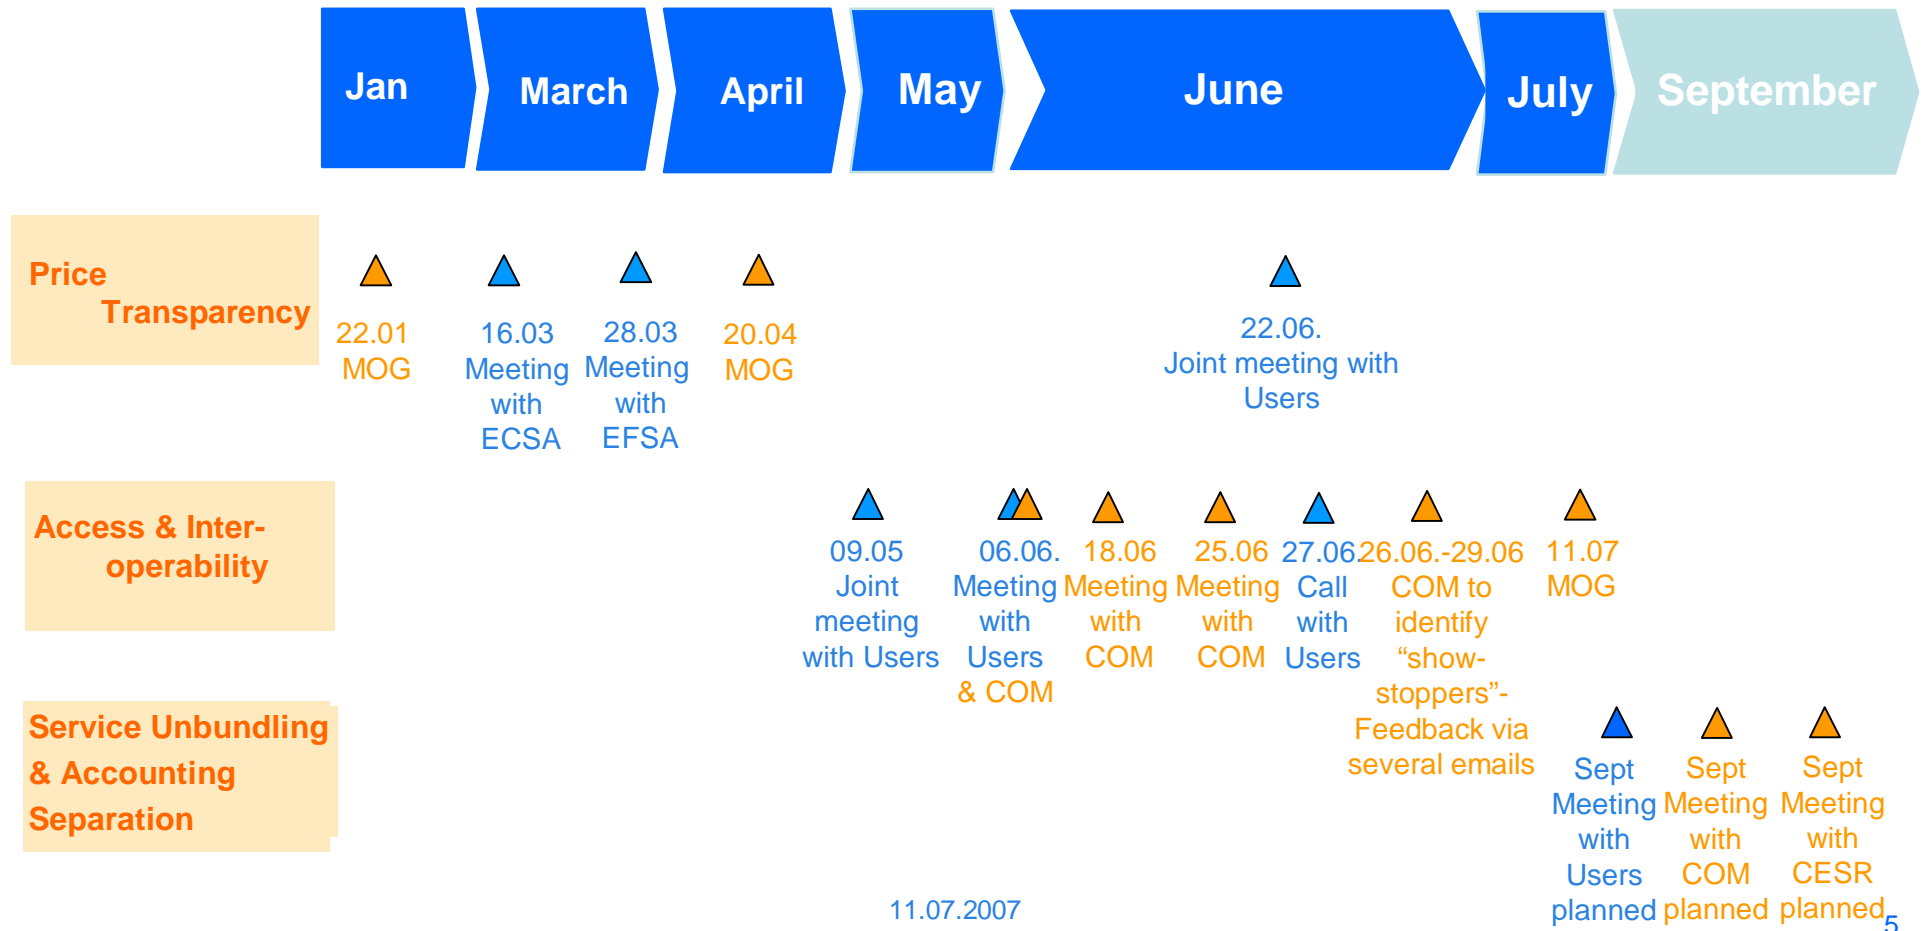 Jan
March
April
May
June
July
September
Price
Transparency
22.01
MOG
16.03
Meeting
with
ECSA
28.03
Meeting
with
EFSA
20.04
MOG
22.06.
Joint meeting with
Users
Access & Inter-
operability
09.05
Joint
meeting
with Users
06.06.
Meeting
with
Users
& COM
18.06
Meeting
with
COM
25.06
Meeting
with
COM
27.06.
Call
with
Users
26.06.-29.06
COM to
identify
“show-
stoppers”-
Feedback via
several emails
11.07
MOG
Service Unbundling
& Accounting
Separation
Sept
Meeting
with
Users
planned
Sept
Meeting
with
COM
planned
Sept
Meeting
with
CESR
planned
11.07.2007
5